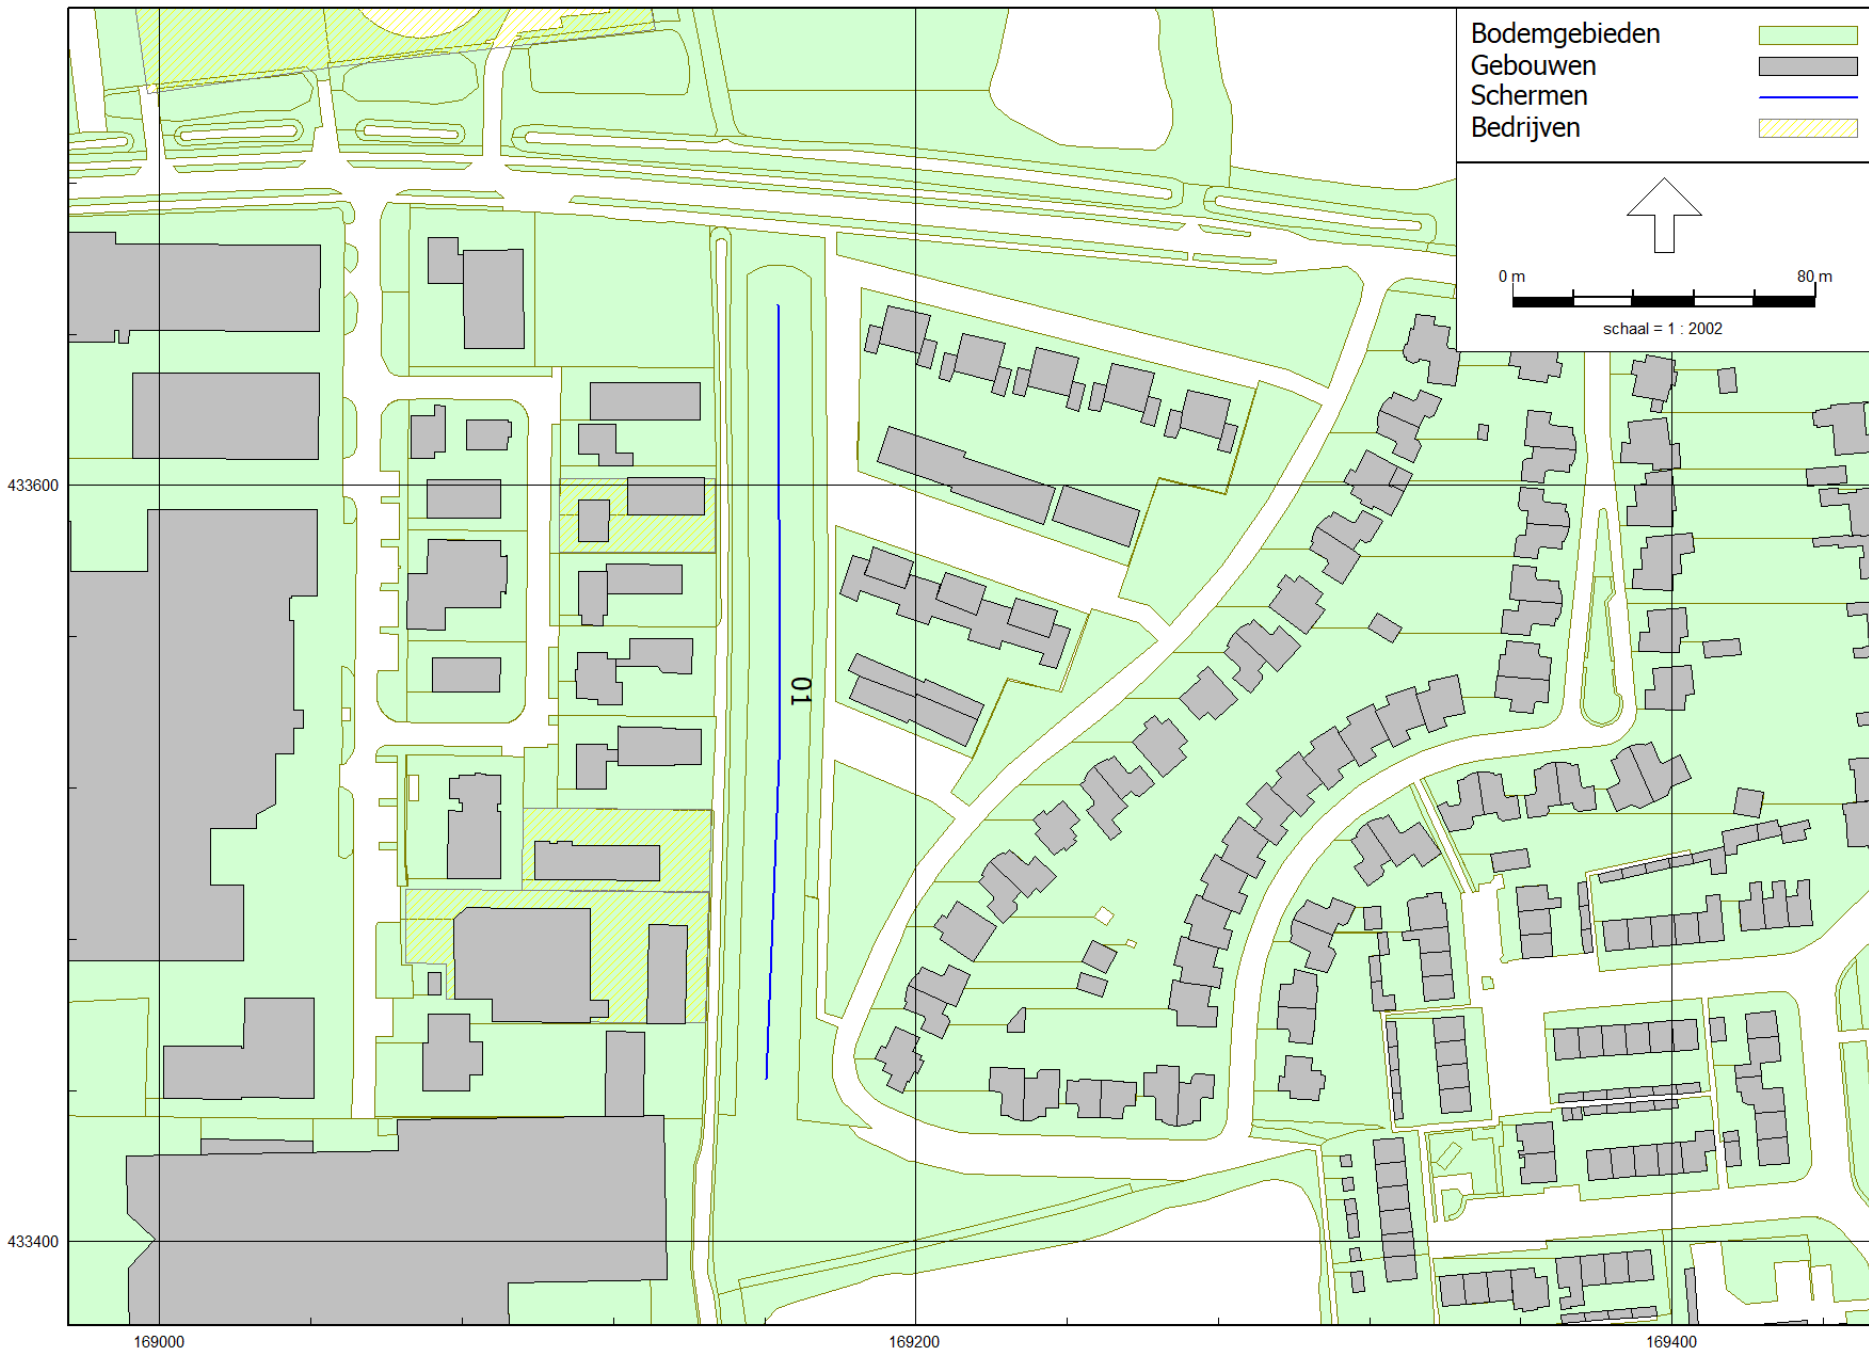 Bodemgebieden
Gebouwen
Schermen
Bedrijven
0 m 80 m
schaal = 1 : 2002
433600
01
433400
169000 169200 169400